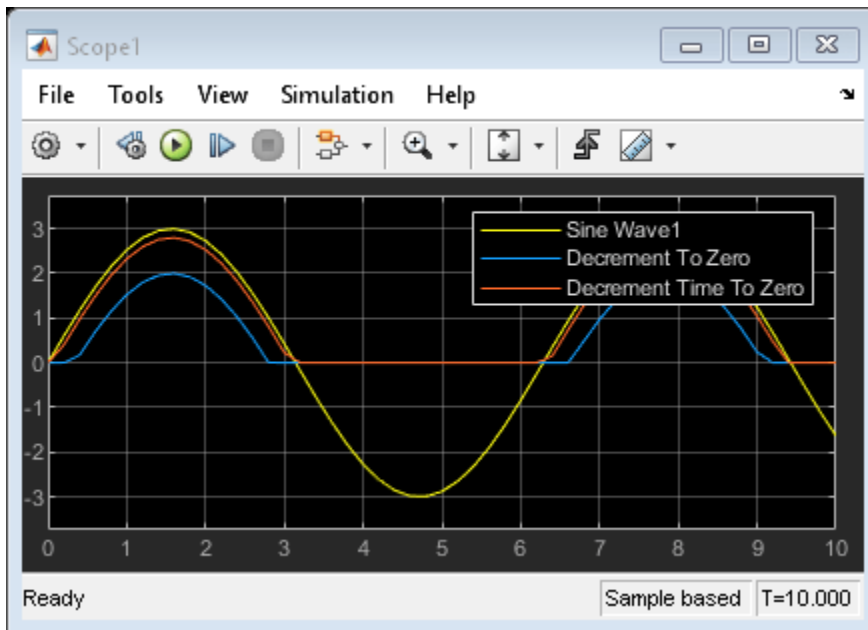 Scope1
File Tools View Simulation Help
Sine Wave1
Decrement To Zero
Decrement Time To Zero
3
2
1
0
-1
-2
-3
0 1 2 3 4 5 6 7 8 9 10
Ready Sample based T=10.000